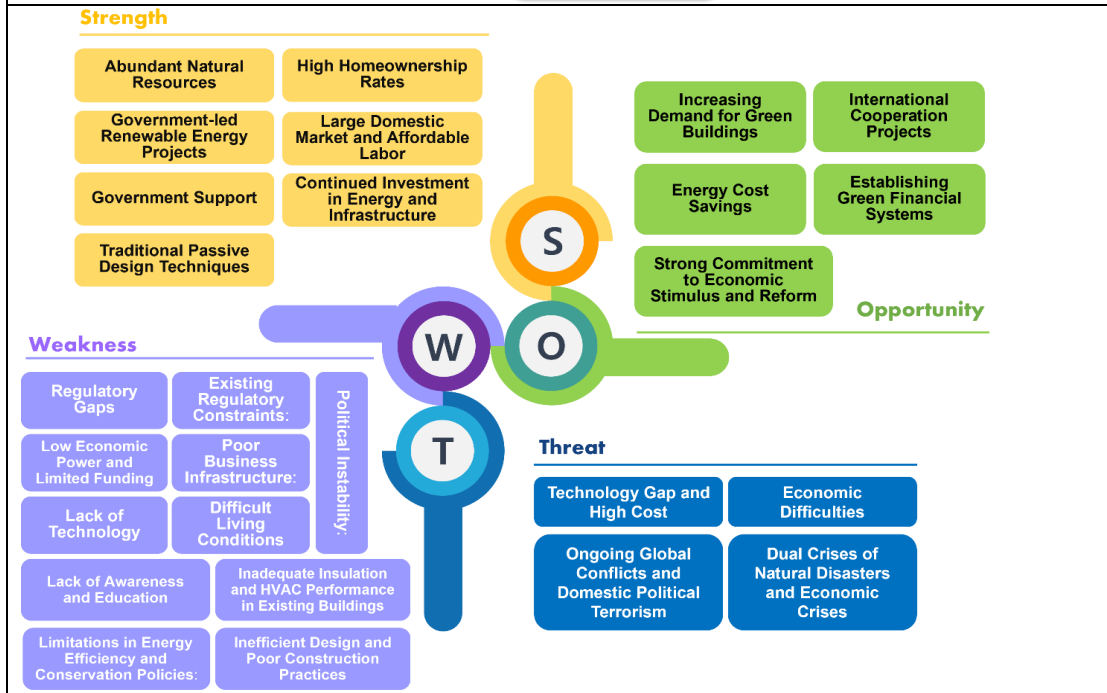 Strength
Abundant Natural
Resources
High Homeownership
Rates
Government-led
Renewable Energy
Projects
Large Domestic
Market and Affordable
Labor
Government Support
Continued Investment
in Energy and
Infrastructure
Traditional Passive
Design Techniques
Increasing
Demand for Green
Buildings
International
Cooperation
Projects
Energy Cost
Savings
Establishing
Green Financial
Systems
Strong Commitment
to Economic
Stimulus and Reform
Opportunity
S
W
O
T
Weakness
Regulatory
Gaps
Existing
Regulatory
Constraints:
Political Instability:
Low Economic
Power and
Limited Funding
Poor
Business
Infrastructure:
Lack of
Technology
Difficult
Living
Conditions
Lack of Awareness
and Education
Inadequate Insulation
and HVAC Performance
in Existing Buildings
Limitations in Energy
Efficiency and
Conservation Policies:
Inefficient Design and
Poor Construction
Practices
Threat
Technology Gap and
High Cost
Economic
Difficulties
Ongoing Global
Conflicts and
Domestic Political
Terrorism
Dual Crises of
Natural Disasters
and Economic
Crises